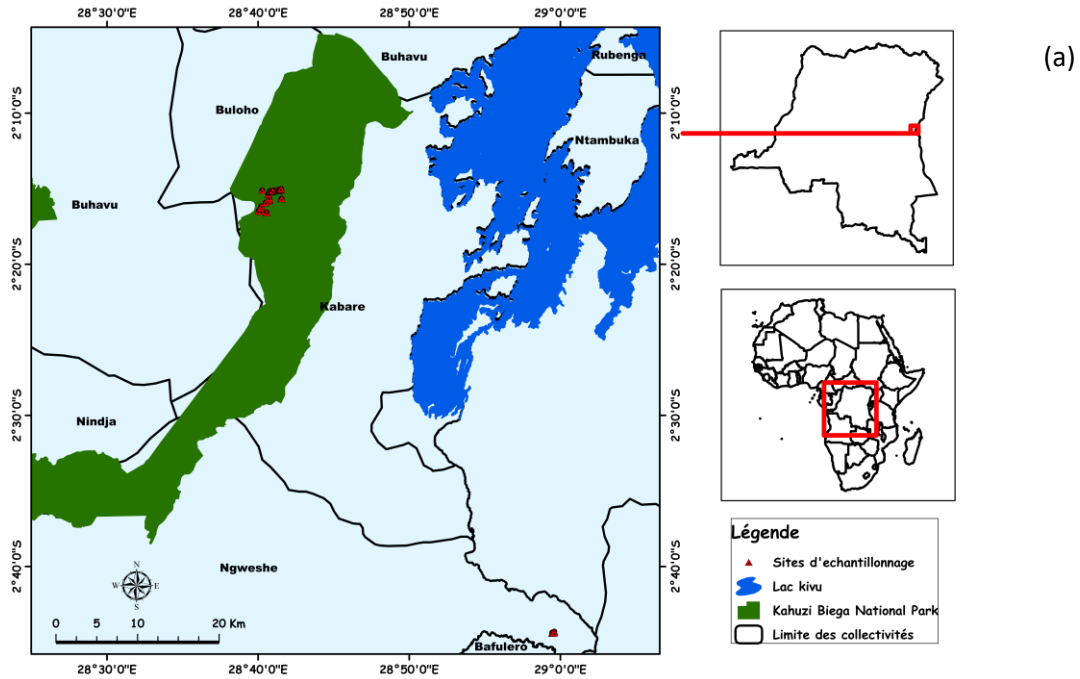 28°30'0"E 28°40'0"E 28°50'0"E 29°0'0"E
(a)
Buhavu
Rubenga
Buloho
2°10'0"S 2°10'0"S
Ntambuka
Buhavu
2°20'0"S 2°20'0"S
Kabare
Nindja
2°30'0"S 2°30'0"S
Ngweshe
2°40'0"S 2°40'0"S
N
W E
S
0 5 10 20 Km
Bafulero
28°30'0"E 28°40'0"E 28°50'0"E 29°0'0"E
Légende
Sites d'echantillonnage
Lac kivu
Kahuzi Biega National Park
Limite des collectivités